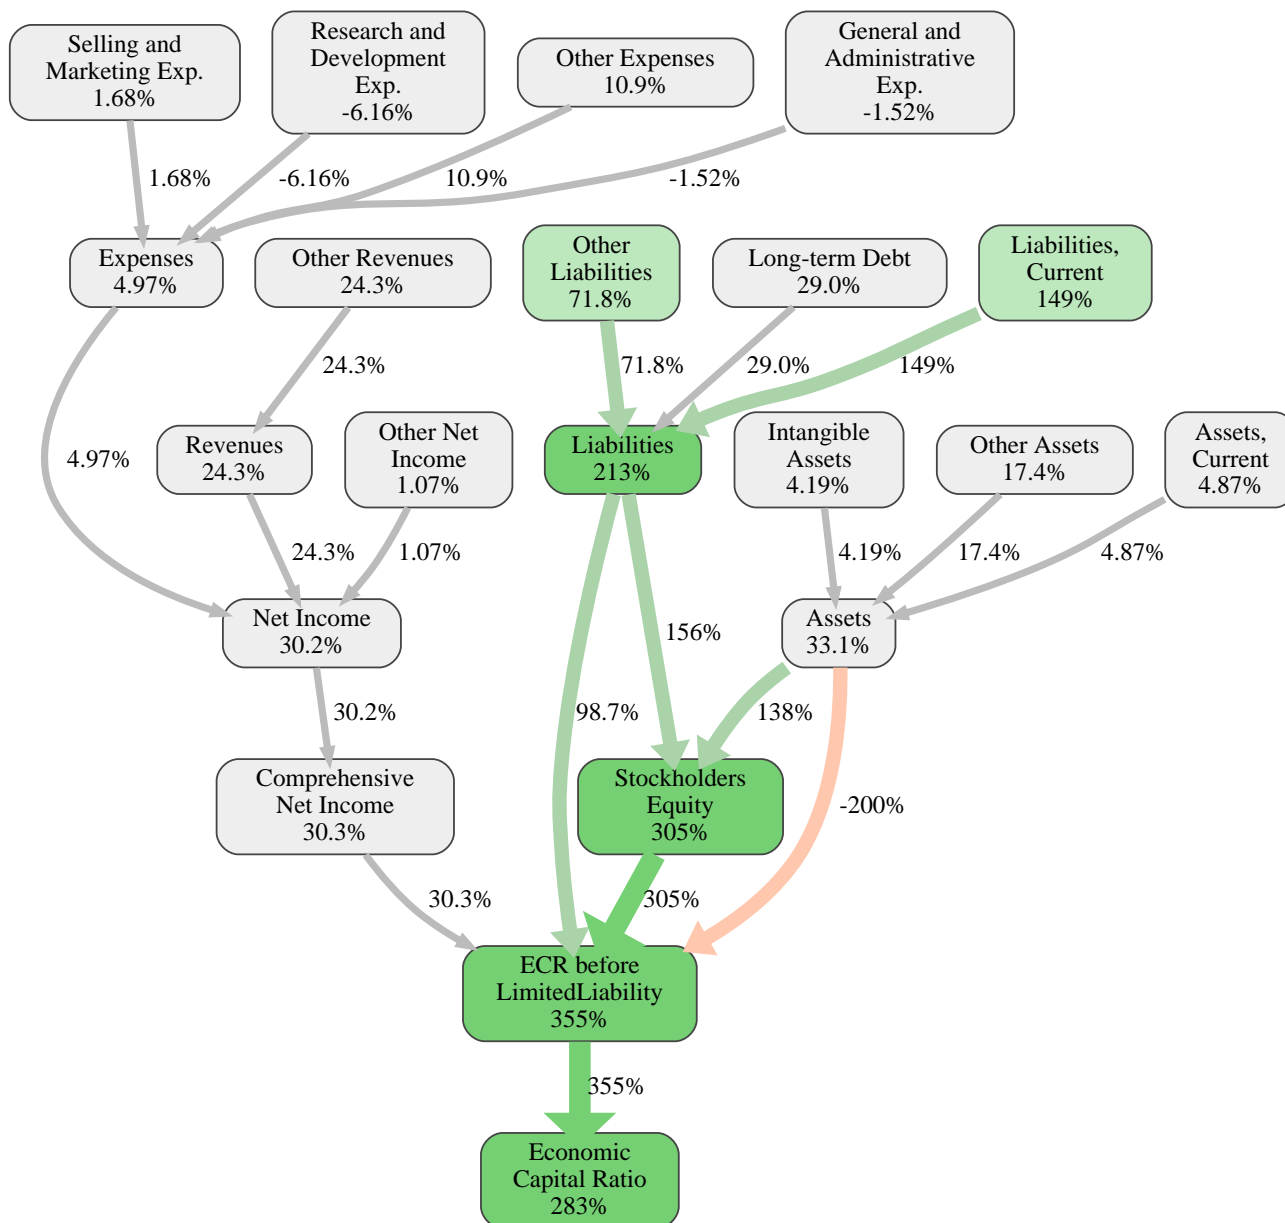 Selling and
Marketing Exp.
1.68%
Research and
Development
Exp.
-6.16%
Other Expenses
10.9%
General and
Administrative
Exp.
-1.52%
1.68%
-6.16%
10.9%
-1.52%
Expenses
4.97%
Other Revenues
24.3%
Other
Liabilities
71.8%
Long-term Debt
29.0%
Liabilities,
Current
149%
24.3%
71.8%
29.0%
149%
4.97%
Revenues
24.3%
Other Net
Income
1.07%
Liabilities
213%
Intangible
Assets
4.19%
Other Assets
17.4%
Assets,
Current
4.87%
24.3%
1.07%
4.19%
17.4%
4.87%
Net Income
30.2%
156%
Assets
33.1%
30.2%
98.7%
138%
Comprehensive
Net Income
30.3%
Stockholders
Equity
305%
-200%
30.3%
305%
ECR before
LimitedLiability
355%
355%
Economic
Capital Ratio
283%